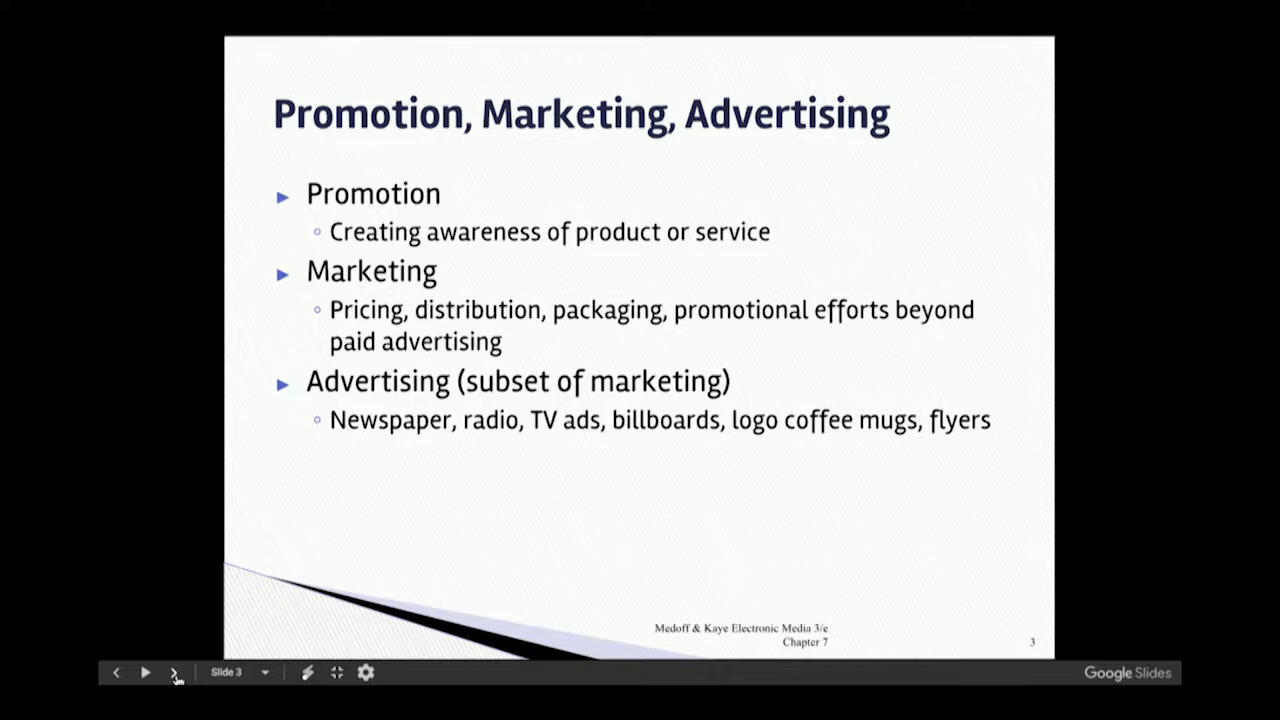 Promotion, Marketing, Advertising
Promotion
Creating awareness of product or service
Marketing
Pricing, distribution, packaging, promotional efforts beyond
paid advertising
Advertising (subset of marketing)
Newspaper, radio, TV ads, billboards, logo coffee mugs, flyers
Medoff & Kaye Electronic Media 3/e
Chapter 7
3
Slide 3
Google Slides